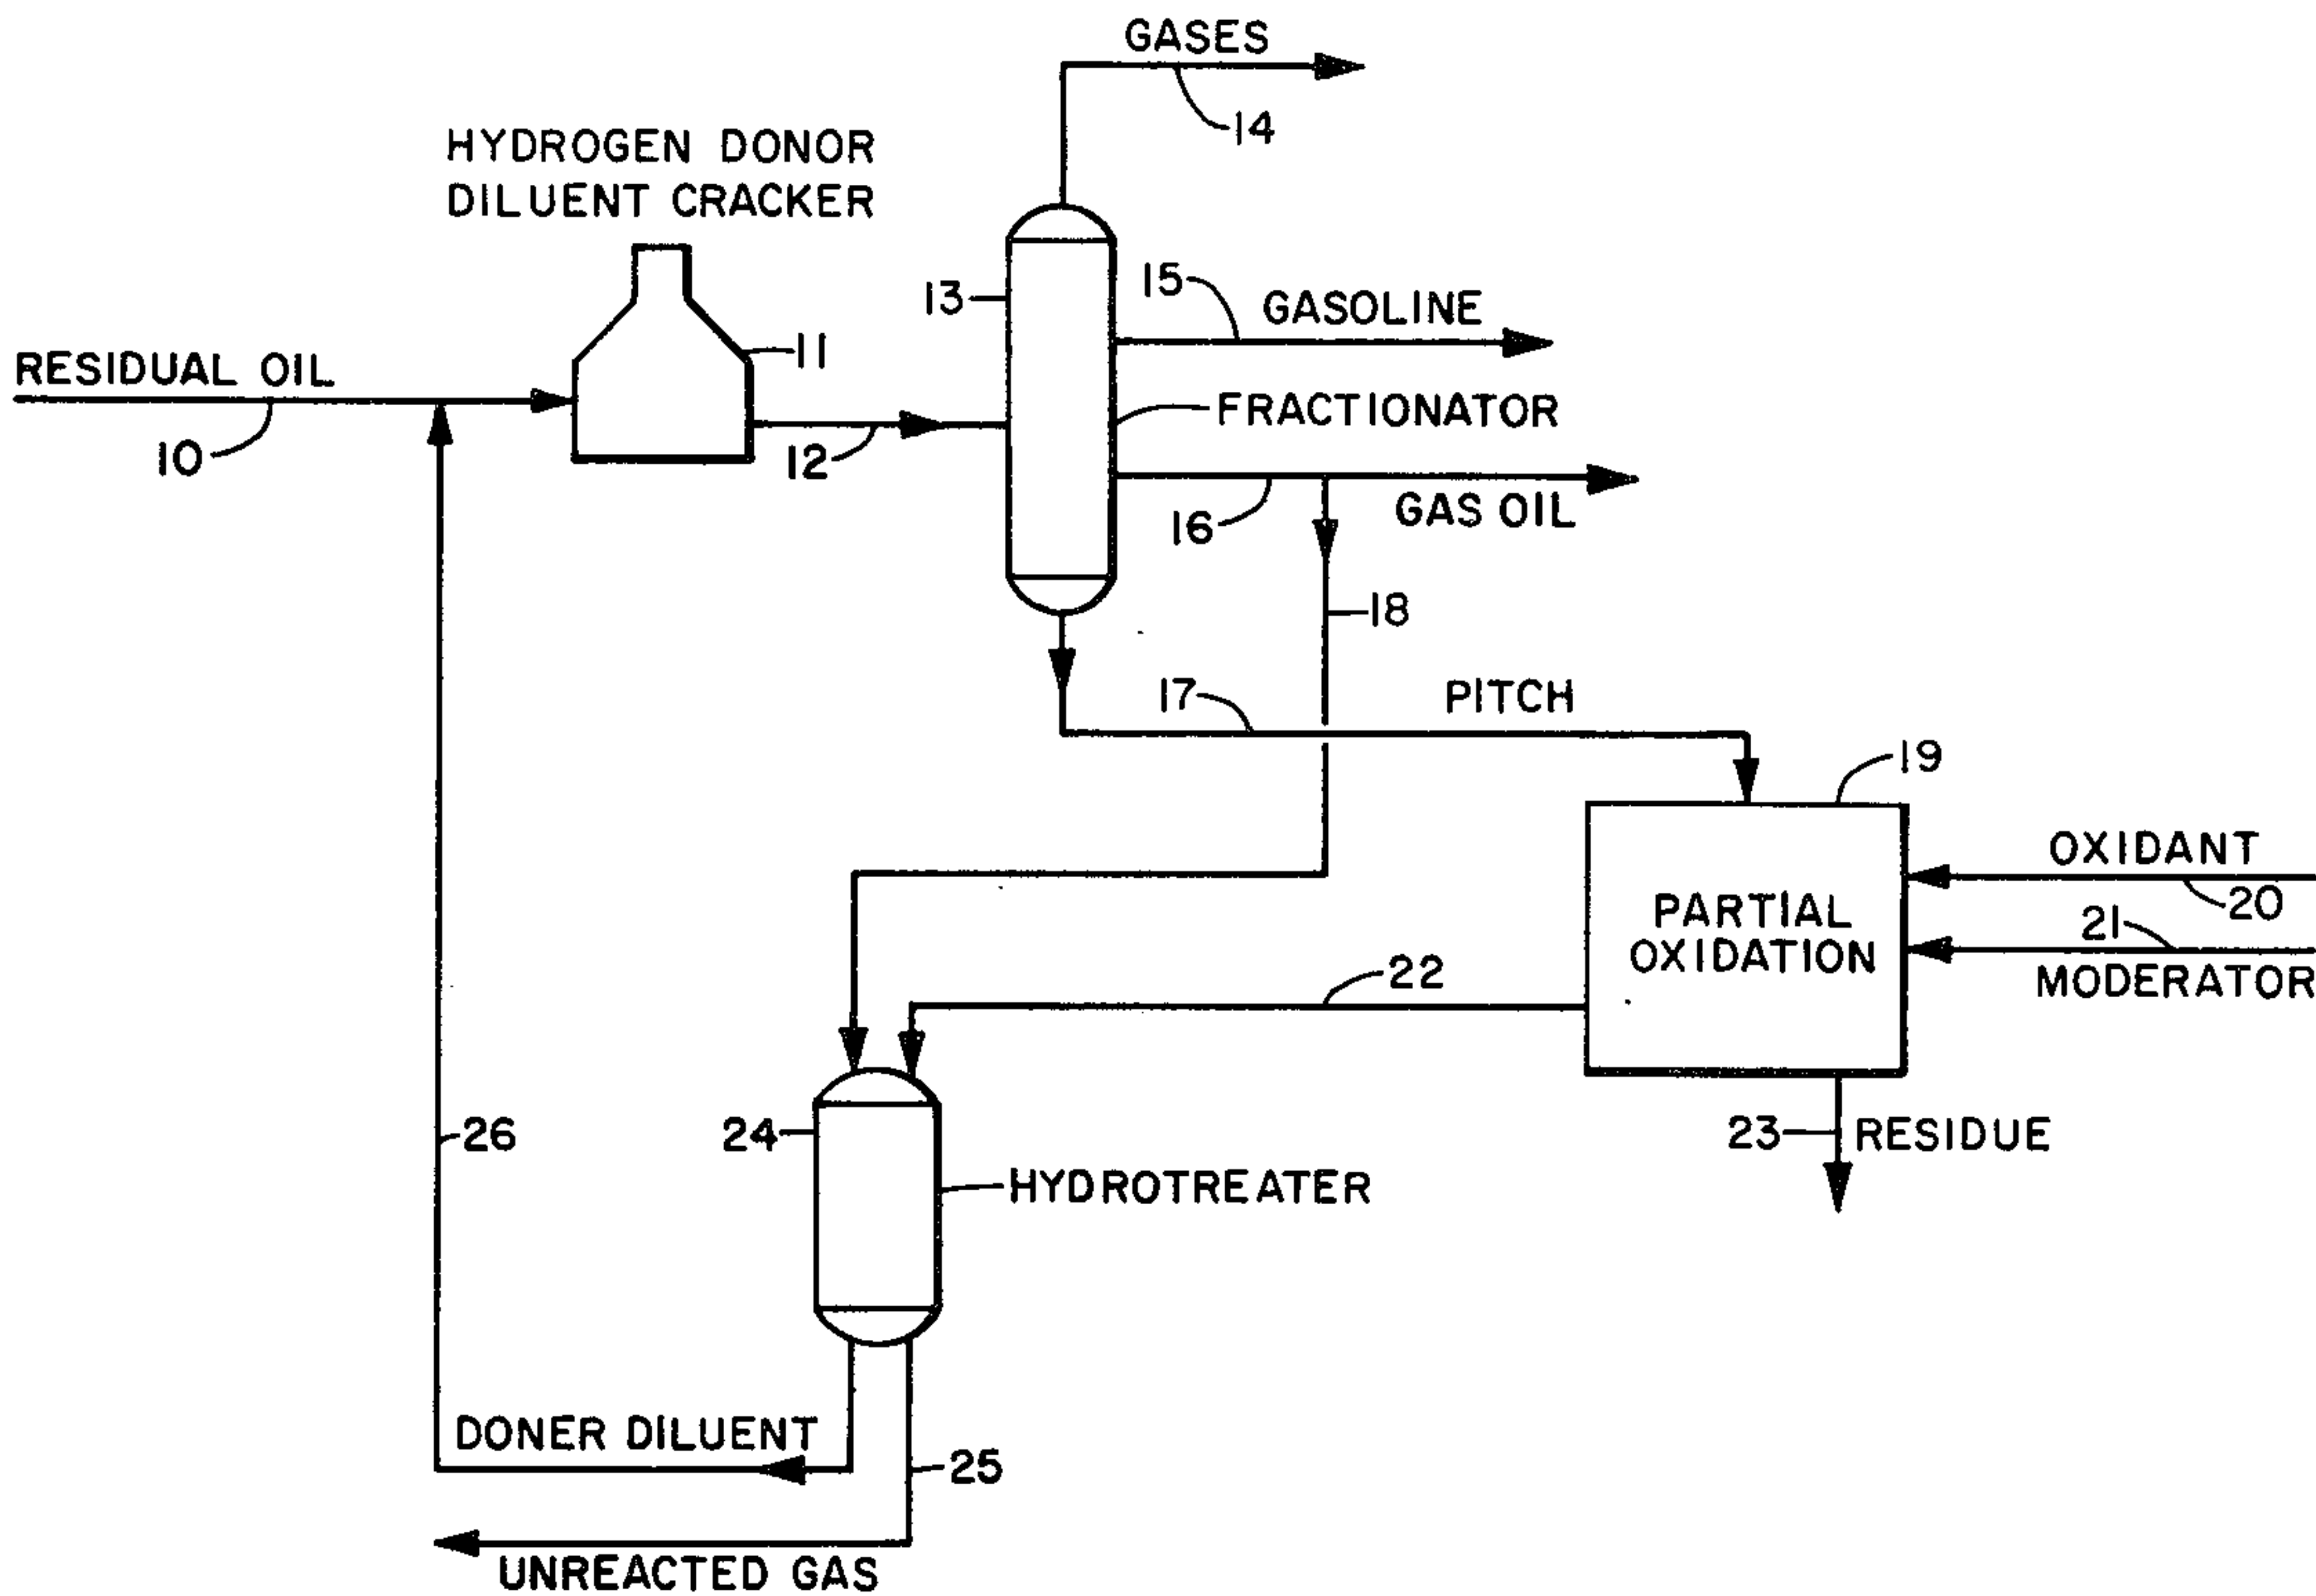 GASES
14
HYDROGEN DONOR
DILUENT CRACKER
13
15
GASOLINE
11
RESIDUAL OIL
10
12
FRACTIONATOR
16
GAS OIL
18
17
PITCH
19
OXIDANT
20
PARTIAL
OXIDATION
21
MODERATOR
22
26
24
23
RESIDUE
HYDROTREATER
DONER DILUENT
25
UNREACTED GAS